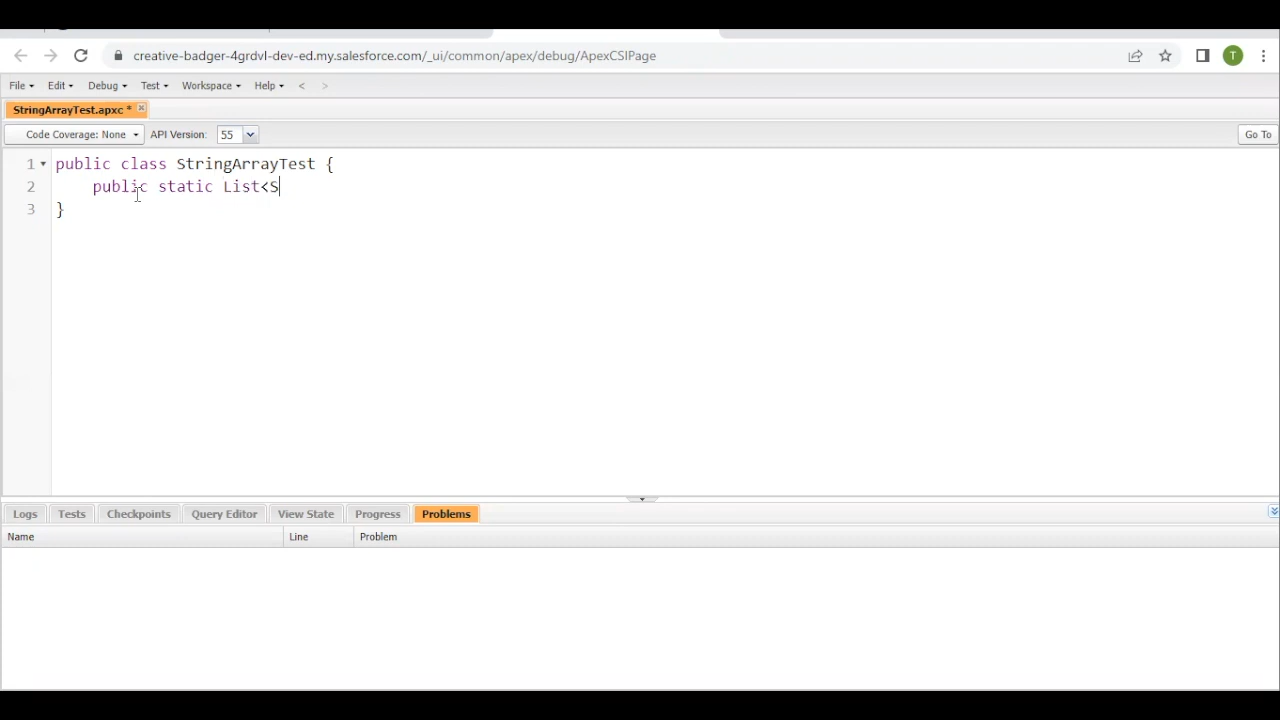 creative-badger-4grdvl-dev-ed.my.salesforce.com/_ui/common/apex/debug/ApexCSIPage
T
File Edit Debug Test Workspace Help < >
StringArrayTest.apxc *
Code Coverage: None API Version: 55 Go To
1 public class StringArrayTest {
2 public static List<S
3 }
Logs Tests Checkpoints Query Editor View State Progress Problems
Name Line Problem